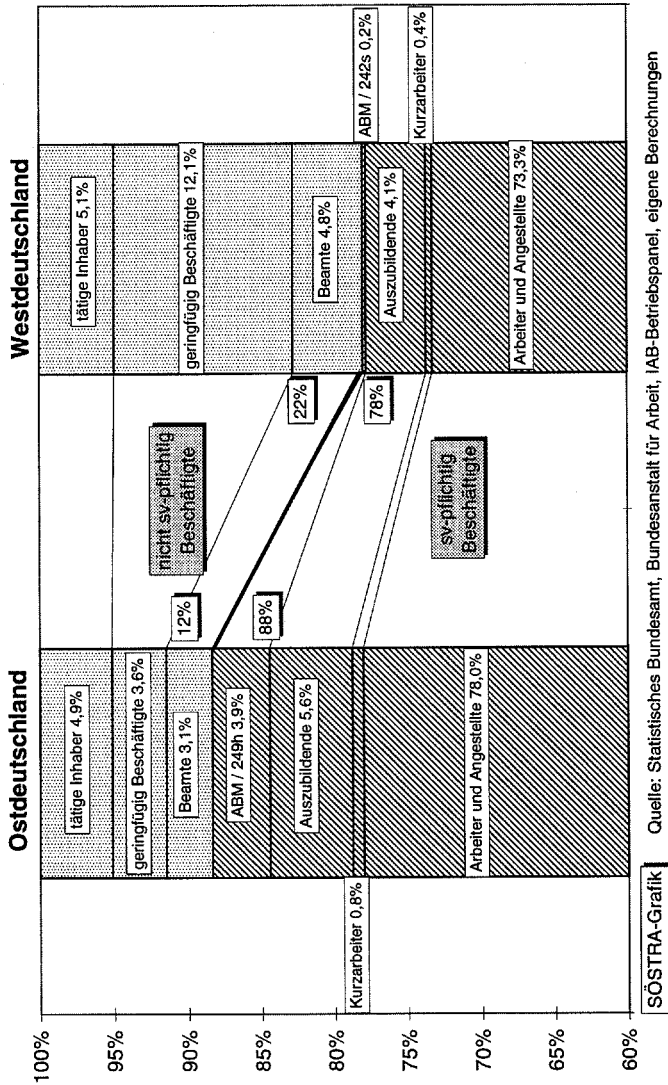 Ostdeutschland
Westdeutschland
100%
95%
90%
85%
80%
75%
70%
65%
60%
tätige Inhaber 4,9%
geringfügig Beschäftigte 3,6%
Beamte 3,1%
ABM / 249h 3,9%
Auszubildende 5,6%
Kurzarbeiter 0,8%
Arbeiter und Angestellte 78,0%
12%
88%
nicht sv-pflichtig
Beschäftigte
sv-pflichtig
Beschäftigte
22%
78%
tätige Inhaber 5,1%
geringfügig Beschäftigte 12,1%
Beamte 4,8%
ABM / 242s 0,2%
Auszubildende 4,1%
Kurzarbeiter 0,4%
Arbeiter und Angestellte 73,3%
SÖSTRA-Grafik
Quelle: Statistisches Bundesamt, Bundesanstalt für Arbeit, IAB-Betriebspanel, eigene Berechnungen